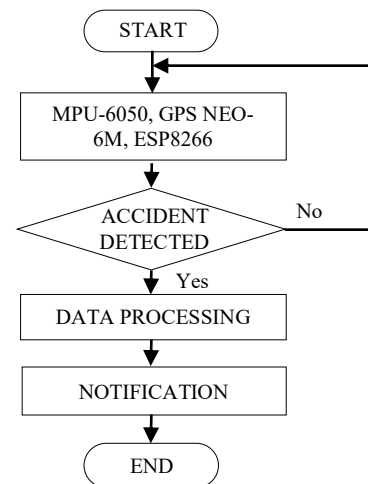 START
MPU-6050, GPS NEO-
6M, ESP8266
ACCIDENT
DETECTED
No
Yes
DATA PROCESSING
NOTIFICATION
END